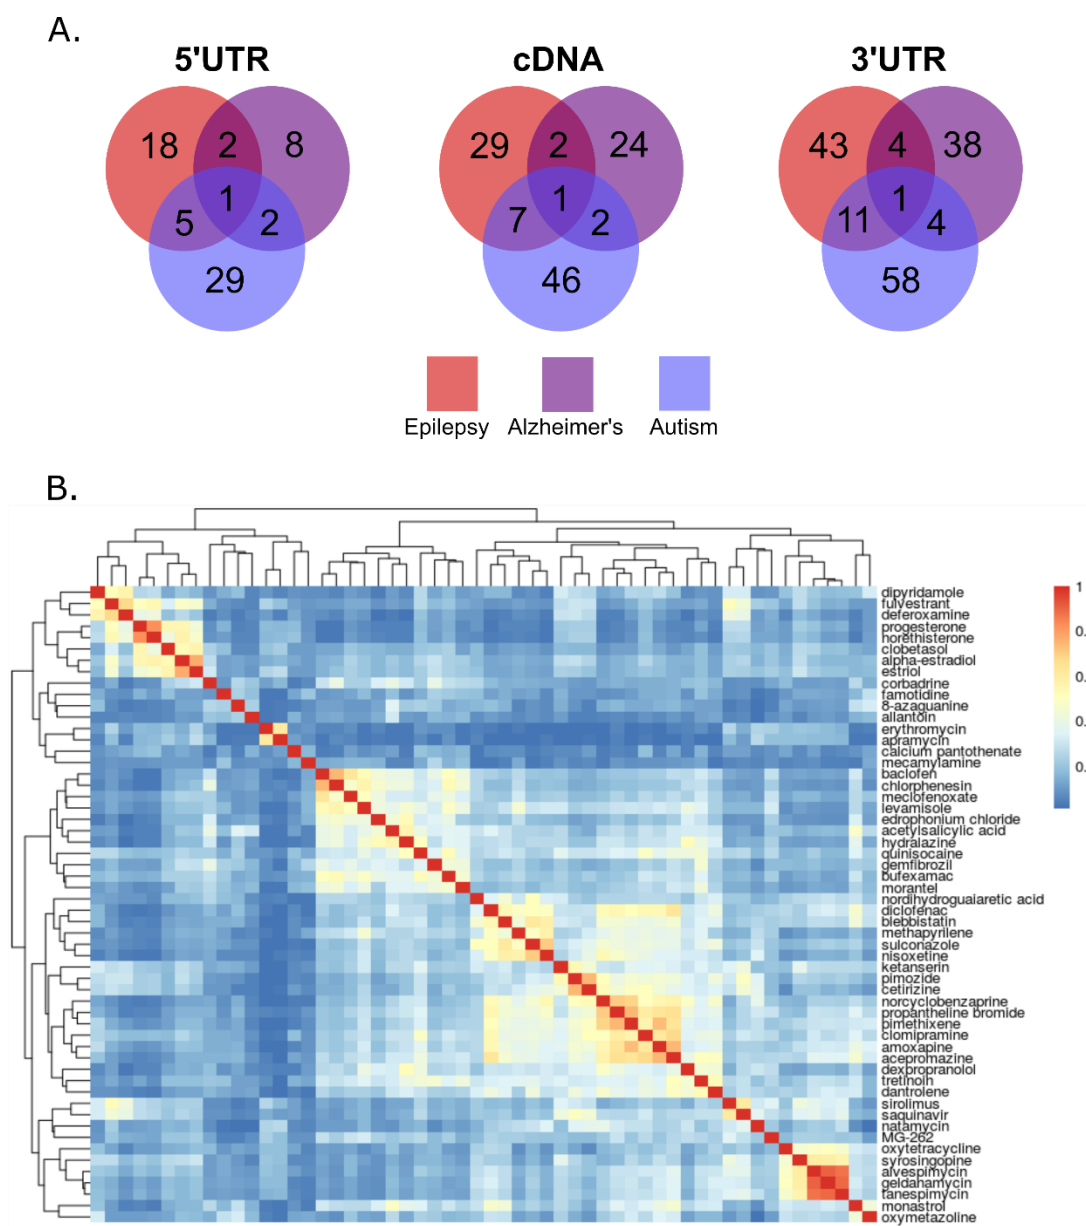 A.
5'UTR cDNA 3'UTR
18 2 8 29 2 24 43 4 38
1 1 1
5 2 7 2 11 4
29 46 58
Epilepsy Alzheimer's Autism
B.
dipyridamole
fulvestrant
deferoxamine
progesterone
norethisterone
clobetasol
alpha-estradiol
estriol
corbadrine
famotidine
8-azaguanine
allantoin
erythromycin
apramycin
calcium pantothenate
mecamylamine
baclofen
chlorphenesin
meclofenoxate
levamisole
edrophonium chloride
acetylsalicylic acid
hydralazine
quinisocaine
gemfibrozil
bufexamac
morantel
nordihydroguaiaretic acid
diclofenac
blebbistatin
methapyrilene
sulconazole
nisoxetine
ketanserin
pimozide
cetirizine
norcyclobenzaprine
propantheline bromide
pimethixene
clomipramine
amoxapine
acepromazine
dexpropranolol
tretinoin
dantrolene
sirolimus
saquinavir
natamycin
MG-262
oxytetracycline
syrosingopine
alvespimycin
geldanamycin
tanespimycin
monastrol
oxymetazoline
1
0.
0.
0.
0.